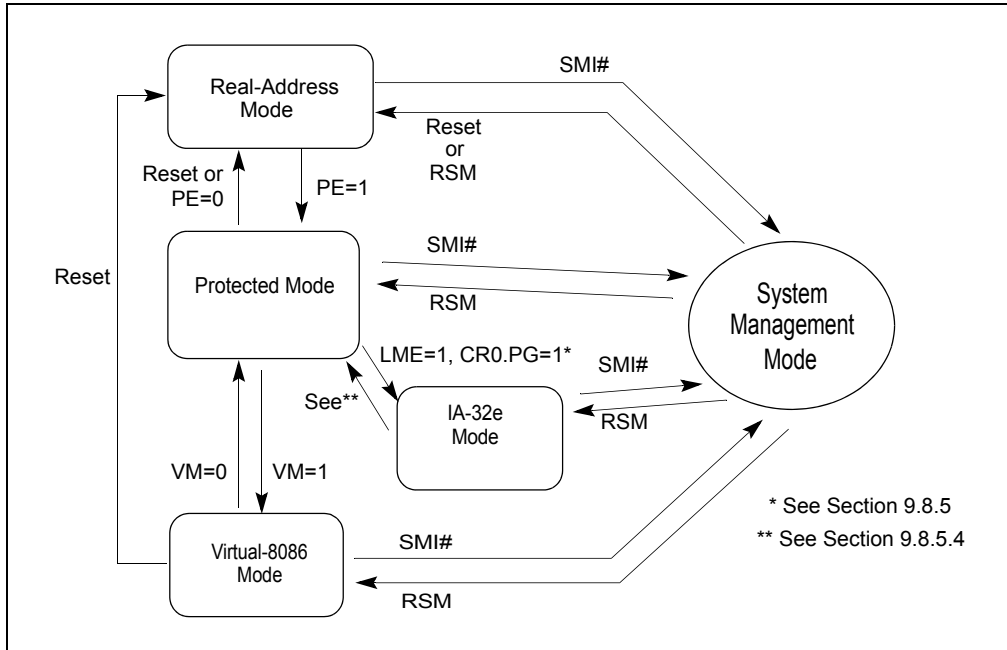 SMI#
Real-Address
Mode
Reset
or
RSM
Reset or
PE=0
PE=1
SMI#
Reset
Protected Mode
RSM
System
Management
Mode
LME=1, CR0.PG=1*
SMI#
See**
IA-32e
Mode
RSM
VM=0
VM=1
* See Section 9.8.5
** See Section 9.8.5.4
Virtual-8086
Mode
SMI#
RSM